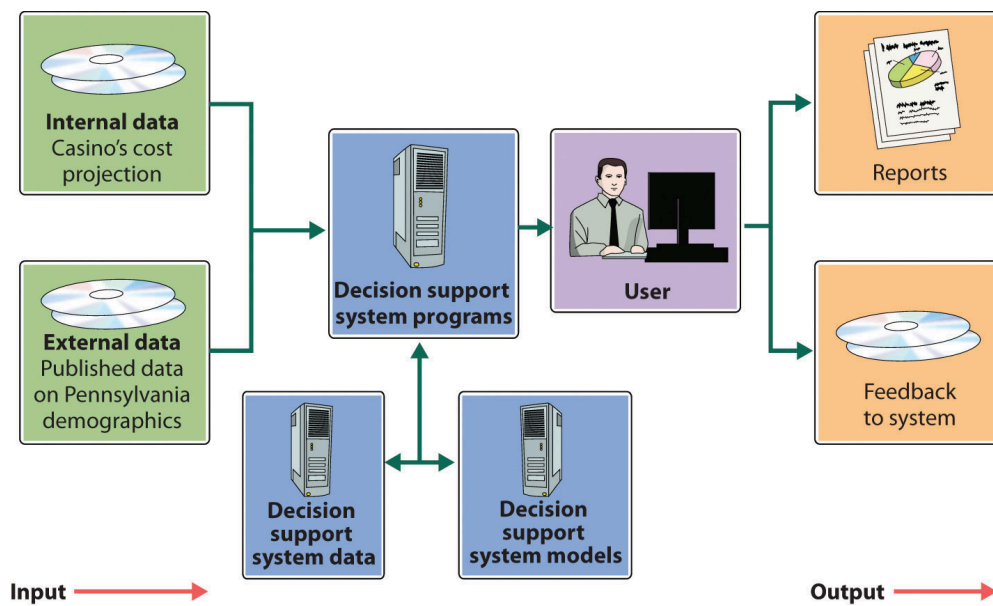 Internal data
Casino's cost
projection
External data
Published data
on Pennsylvania
demographics
Decision support
system programs
User
Decision
support
system data
Decision
support
system models
Reports
Feedback
to system
Input
Output